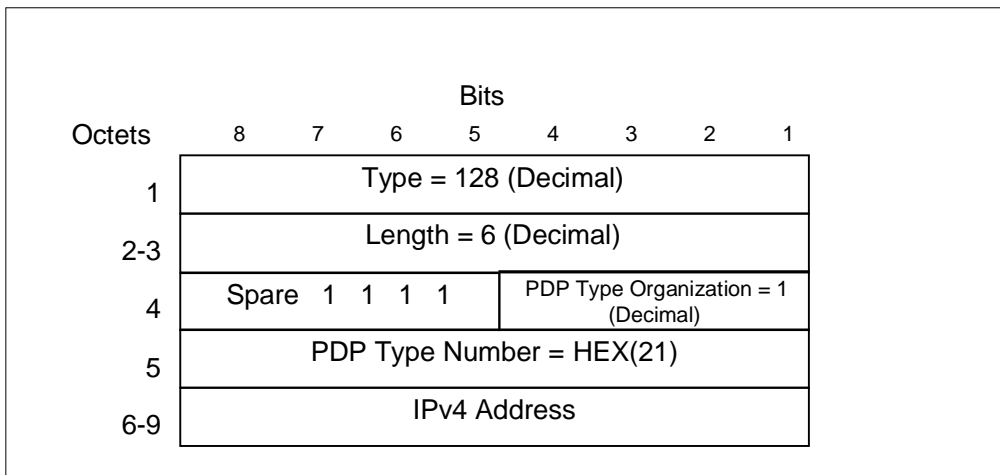 Bits
Octets 8 7 6 5 4 3 2 1
1 Type = 128 (Decimal)
2-3 Length = 6 (Decimal)
4 Spare 1 1 1 1 PDP Type Organization = 1
(Decimal)
5 PDP Type Number = HEX(21)
6-9 IPv4 Address